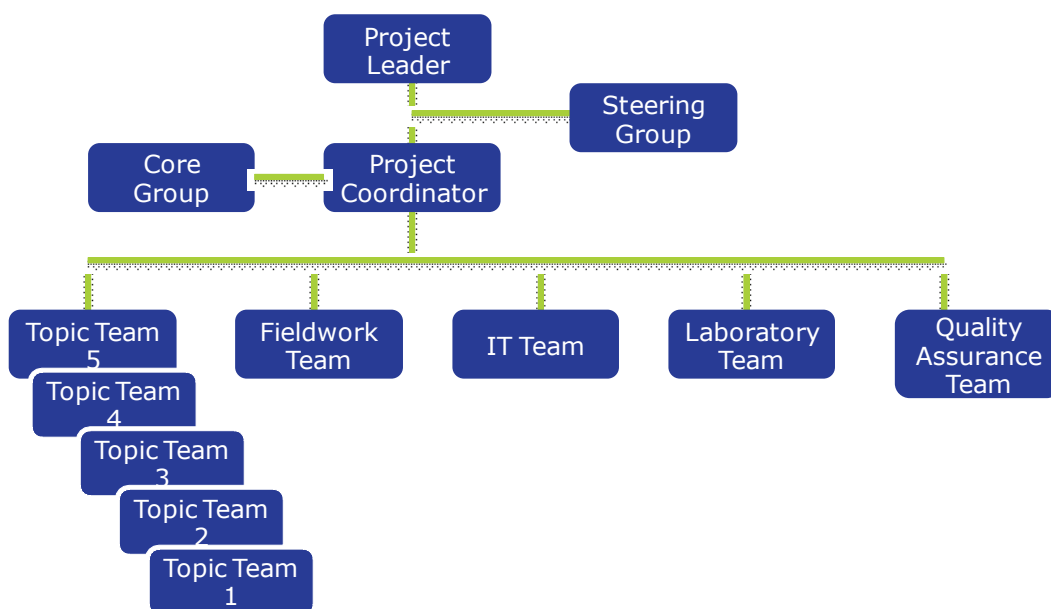 Project
Leader
Steering
Group
Core
Group
Project
Coordinator
Topic Team
5
Fieldwork
Team
IT Team
Laboratory
Team
Quality
Assurance
Team
Topic Team
4
Topic Team
3
Topic Team
2
Topic Team
1